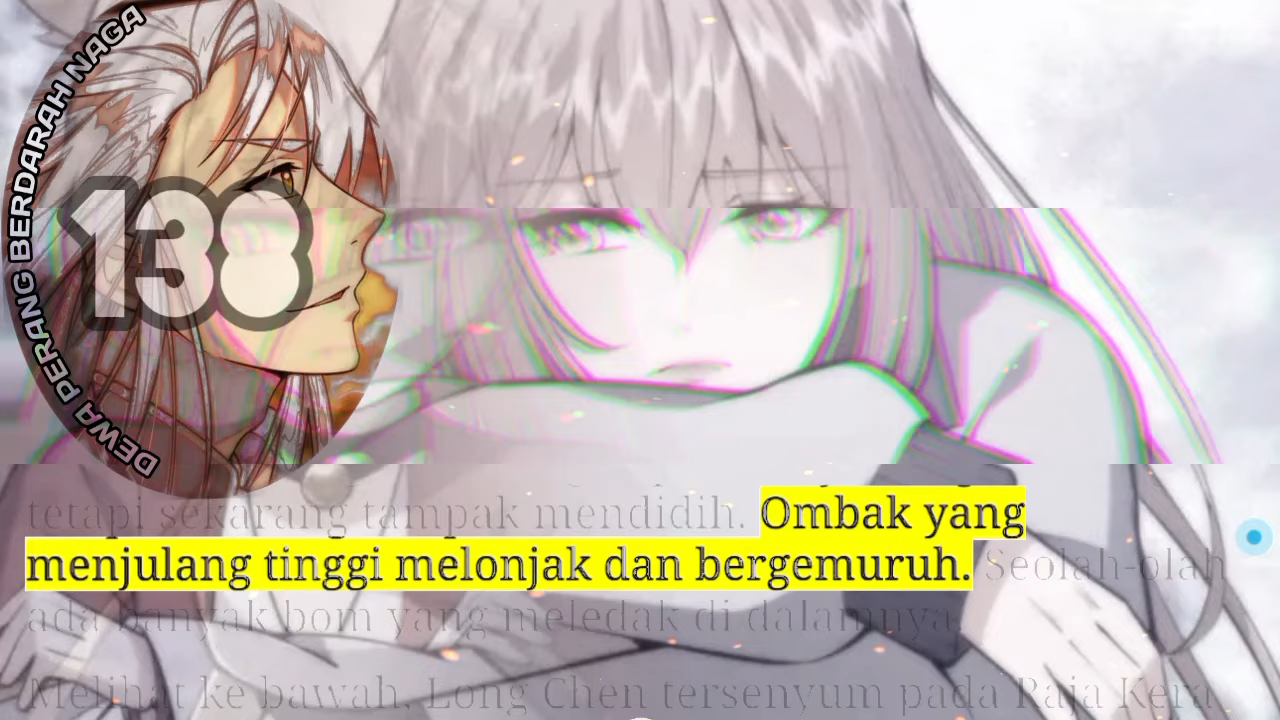 DEWA PERANG BERDARAH NAGA
138
tetapi sekarang tampak mendidih. Ombak yang
menjulang tinggi melonjak dan bergemuruh. Seolah-olah
ada banyak bom yang meledak di dalamnya.
Melihat ke bawah, Long Chen tersenyum pada Raja Kera